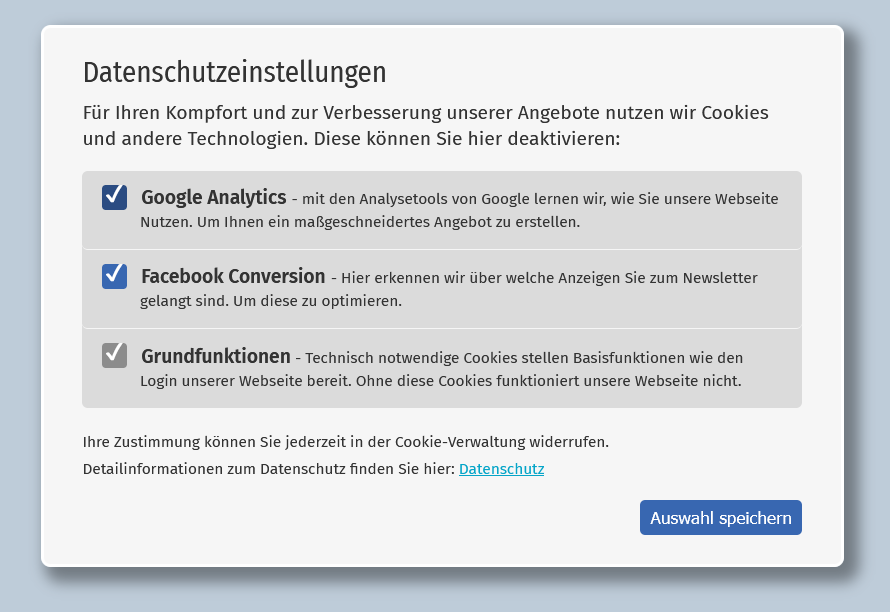 Datenschutzeinstellungen
Für Ihren Kompfort und zur Verbesserung unserer Angebote nutzen wir Cookies
und andere Technologien. Diese können Sie hier deaktivieren:
Google Analytics - mit den Analysetools von Google lernen wir, wie Sie unsere Webseite
Nutzen. Um Ihnen ein maßgeschneidertes Angebot zu erstellen.
Facebook Conversion - Hier erkennen wir über welche Anzeigen Sie zum Newsletter
gelangt sind. Um diese zu optimieren.
Grundfunktionen - Technisch notwendige Cookies stellen Basisfunktionen wie den
Login unserer Webseite bereit. Ohne diese Cookies funktioniert unsere Webseite nicht.
Ihre Zustimmung können Sie jederzeit in der Cookie-Verwaltung widerrufen.
Detailinformationen zum Datenschutz finden Sie hier: Datenschutz
Auswahl speichern